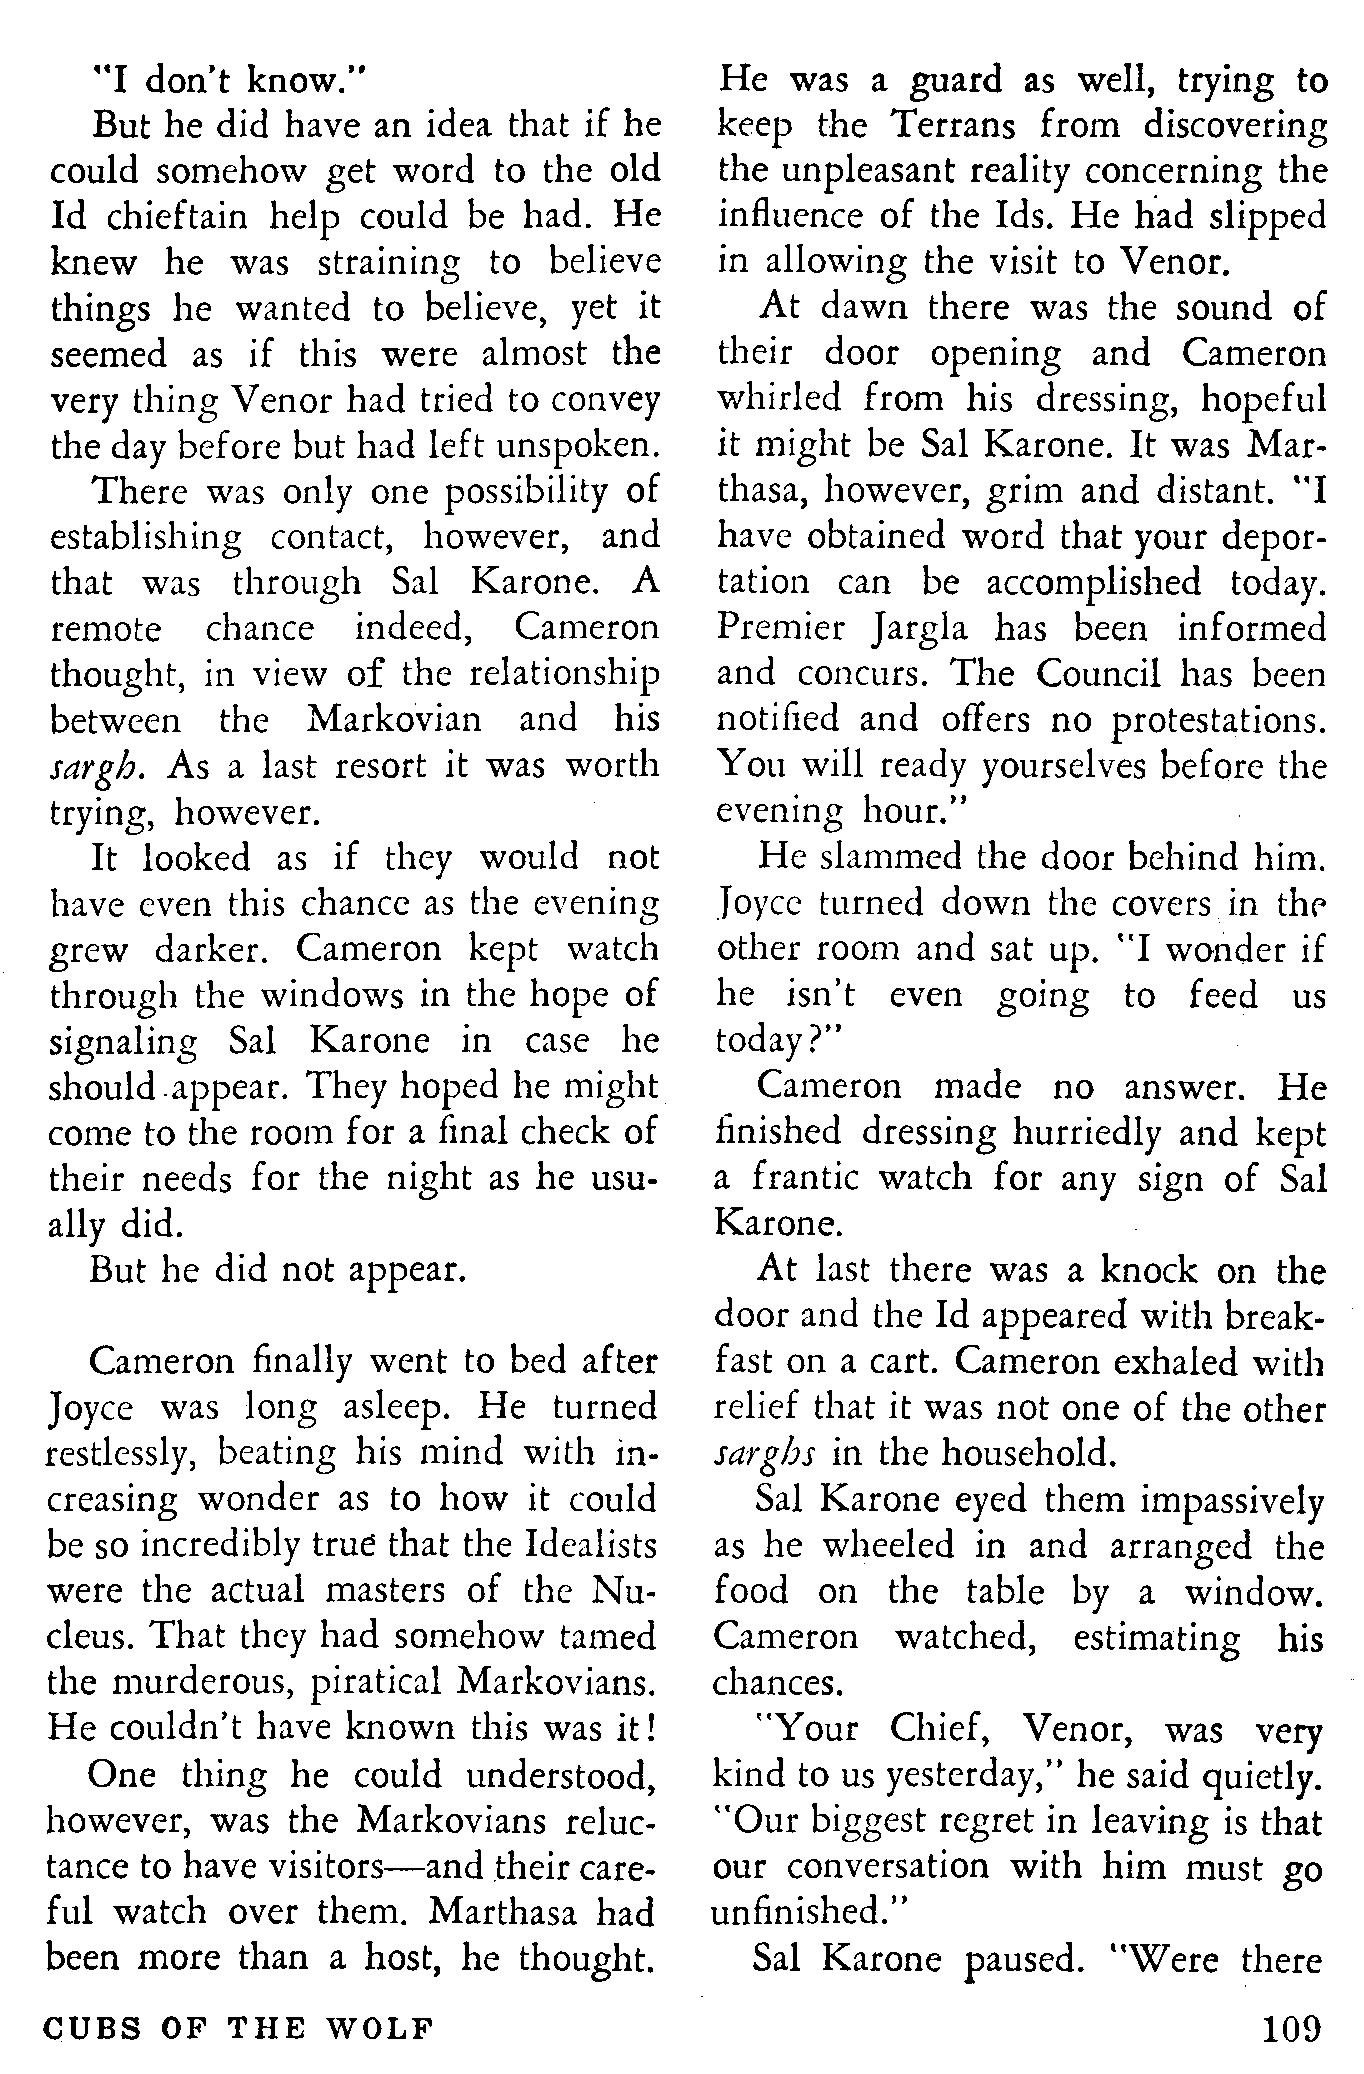 "I don't know."
But he did have an idea that if he
could somehow get word to the old
Id chieftain help could be had. He
knew he was straining to believe
things he wanted to believe, yet it
seemed as if this were almost the
very thing Venor had tried to convey
the day before but had left unspoken.
There was only one possibility of
establishing contact, however, and
that was through Sal Karone. A
remote chance indeed, Cameron
thought, in view of the relationship
between the Markovian and his
sargh. As a last resort it was worth
trying, however.
It looked as if they would not
have even this chance as the evening
grew darker. Cameron kept watch
through the windows in the hope of
signaling Sal Karone in case he
should appear. They hoped he might
come to the room for a final check of
their needs for the night as he usu-
ally did.
But he did not appear.
Cameron finally went to bed after
Joyce was long asleep. He turned
restlessly, beating his mind with in-
creasing wonder as to how it could
be so incredibly true that the Idealists
were the actual masters of the Nu-
cleus. That they had somehow tamed
the murderous, piratical Markovians.
He couldn't have known this was it!
One thing he could understood,
however, was the Markovians reluc-
tance to have visitors—and their care-
ful watch over them. Marthasa had
been more than a host, he thought.
He was a guard as well, trying to
keep the Terrans from discovering
the unpleasant reality concerning the
influence of the Ids. He had slipped
in allowing the visit to Venor.
At dawn there was the sound of
their door opening and Cameron
whirled from his dressing, hopeful
it might be Sal Karone. It was Mar-
thasa, however, grim and distant. "I
have obtained word that your depor-
tation can be accomplished today.
Premier Jargla has been informed
and concurs. The Council has been
notified and offers no protestations.
You will ready yourselves before the
evening hour."
He slammed the door behind him.
Joyce turned down the covers in the
other room and sat up. "I wonder if
he isn't even going to feed us
today?"
Cameron made no answer. He
finished dressing hurriedly and kept
a frantic watch for any sign of Sal
Karone.
At last there was a knock on the
door and the Id appeared with break-
fast on a cart. Cameron exhaled with
relief that it was not one of the other
sarghs in the household.
Sal Karone eyed them impassively
as he wheeled in and arranged the
food on the table by a window.
Cameron watched, estimating his
chances.
"Your Chief, Venor, was very
kind to us yesterday," he said quietly.
"Our biggest regret in leaving is that
our conversation with him must go
unfinished."
Sal Karone paused. "Were there
CUBS OF THE WOLF 109